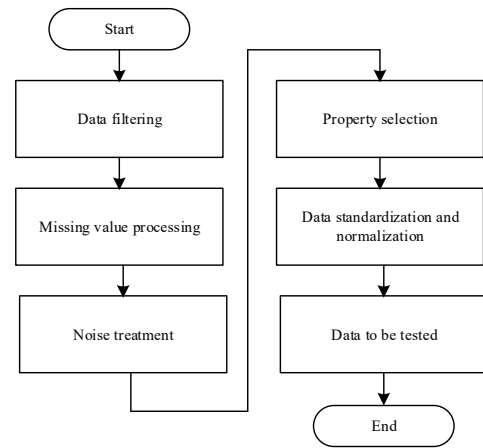 Start
Data filtering
Missing value processing
Noise treatment
Property selection
Data standardization and
normalization
Data to be tested
End